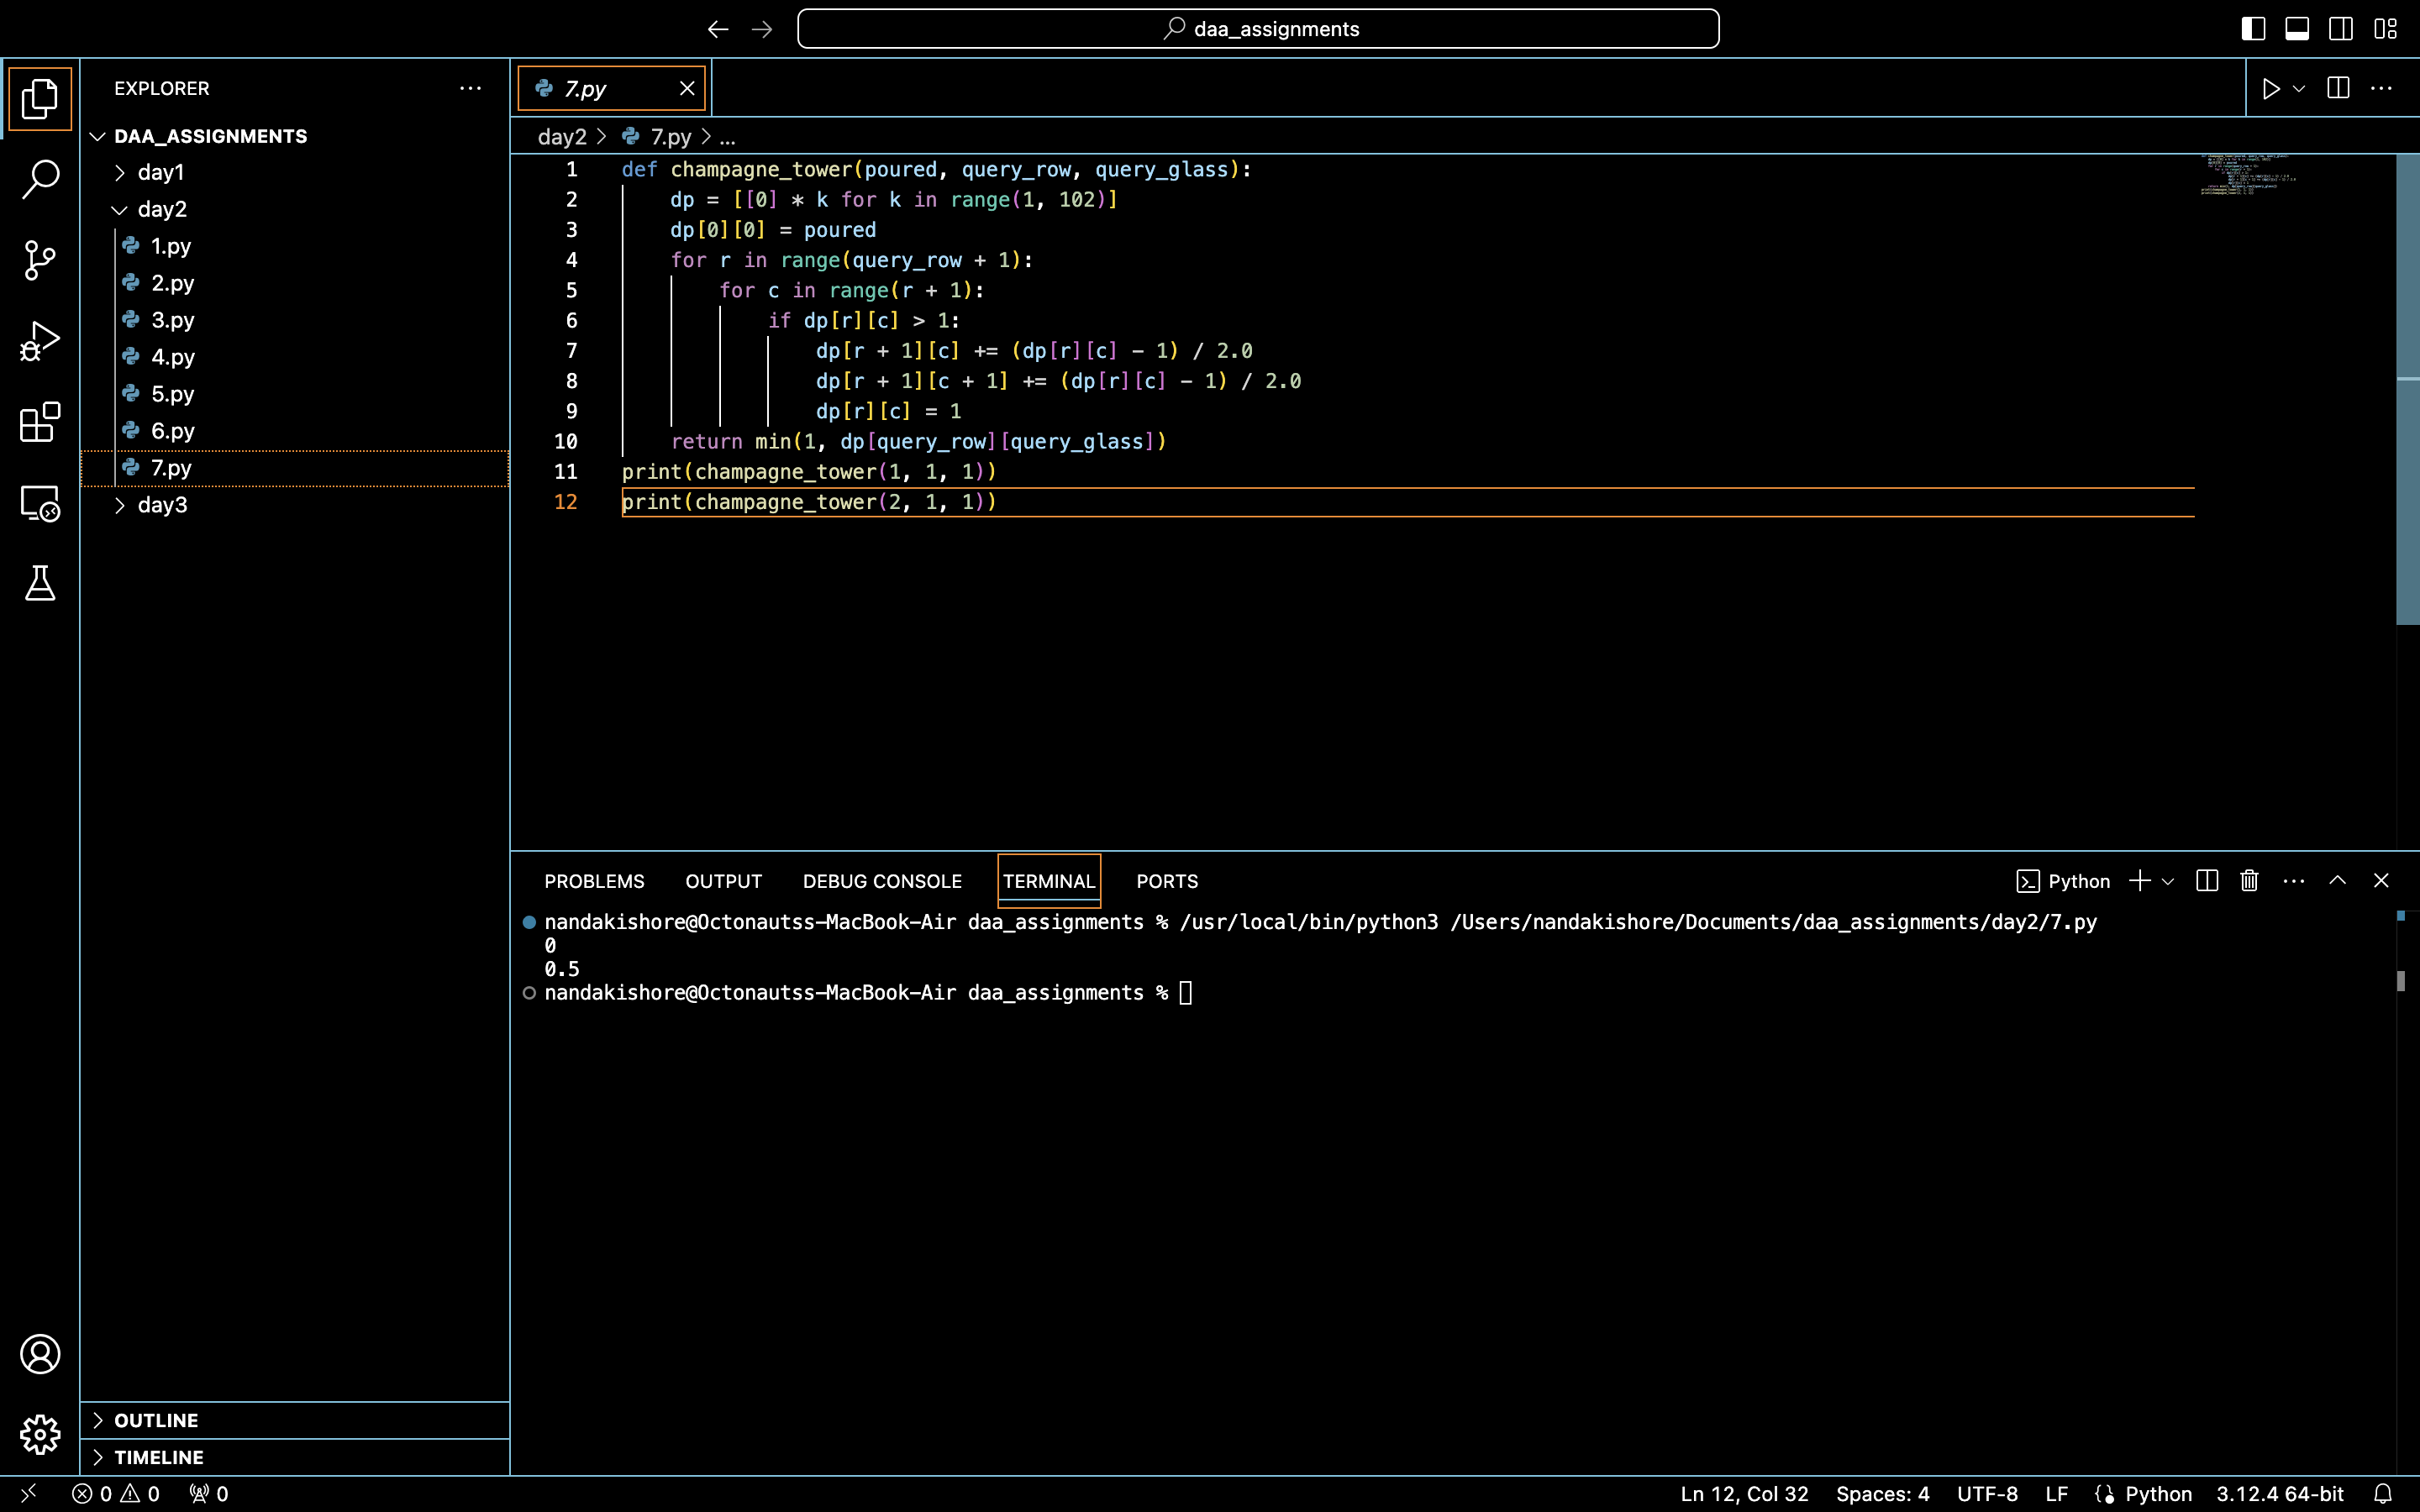 daa_assignments
EXPLORER
DAA_ASSIGNMENTS
day1
day2
1.py
2.py
3.py
4.py
5.py
6.py
7.py
day3
OUTLINE
TIMELINE
7.py
day2 > 7.py > ...
1 def champagne_tower(poured, query_row, query_glass):
2 dp = [[0] * k for k in range(1, 102)]
3 dp[0][0] = poured
4 for r in range(query_row + 1):
5 for c in range(r + 1):
6 if dp[r][c] > 1:
7 dp[r + 1][c] += (dp[r][c] - 1) / 2.0
8 dp[r + 1][c + 1] += (dp[r][c] - 1) / 2.0
9 dp[r][c] = 1
10 return min(1, dp[query_row][query_glass])
11 print(champagne_tower(1, 1, 1))
12 print(champagne_tower(2, 1, 1))
PROBLEMS OUTPUT DEBUG CONSOLE TERMINAL PORTS Python
nandakishore@Octonautss-MacBook-Air daa_assignments % /usr/local/bin/python3 /Users/nandakishore/Documents/daa_assignments/day2/7.py
0
0.5
nandakishore@Octonautss-MacBook-Air daa_assignments %
0 0 0 Ln 12, Col 32 Spaces: 4 UTF-8 LF Python 3.12.4 64-bit